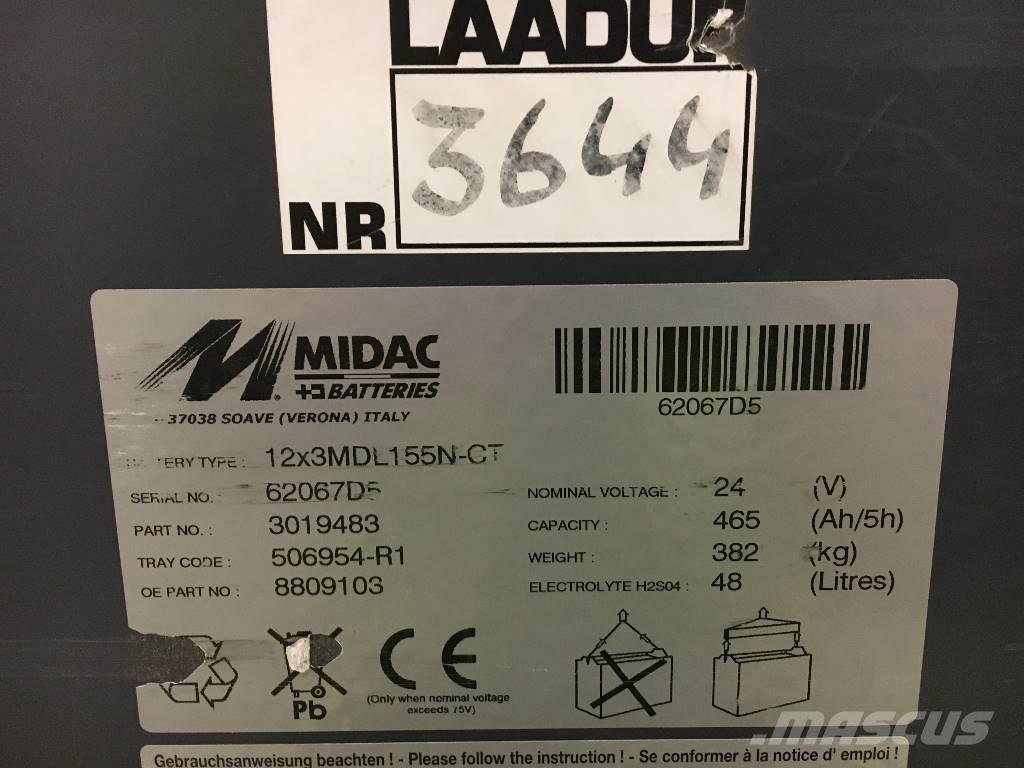 LAADUR
3644
NR
MIDAC
BATTERIES
37038 SOAVE (VERONA) ITALY
62067D5
TERY TYPE : 12x3MDL155N-CT
SERIAL NO. : 62067D5
NOMINAL VOLTAGE : 24 (V)
PART NO. : 3019483
CAPACITY : 465 (Ah/5h)
TRAY CODE : 506954-R1
WEIGHT : 382 (kg)
OE PART NO : 8809103
ELECTROLYTE H2S04 : 48 (Litres)
Pb
CE
(Only when nominal voltage
exceeds 75V)
Gebrauchsanweisung beachten ! - Please follow the instruction ! - Se conformer à la notice d' emploi !
mascus